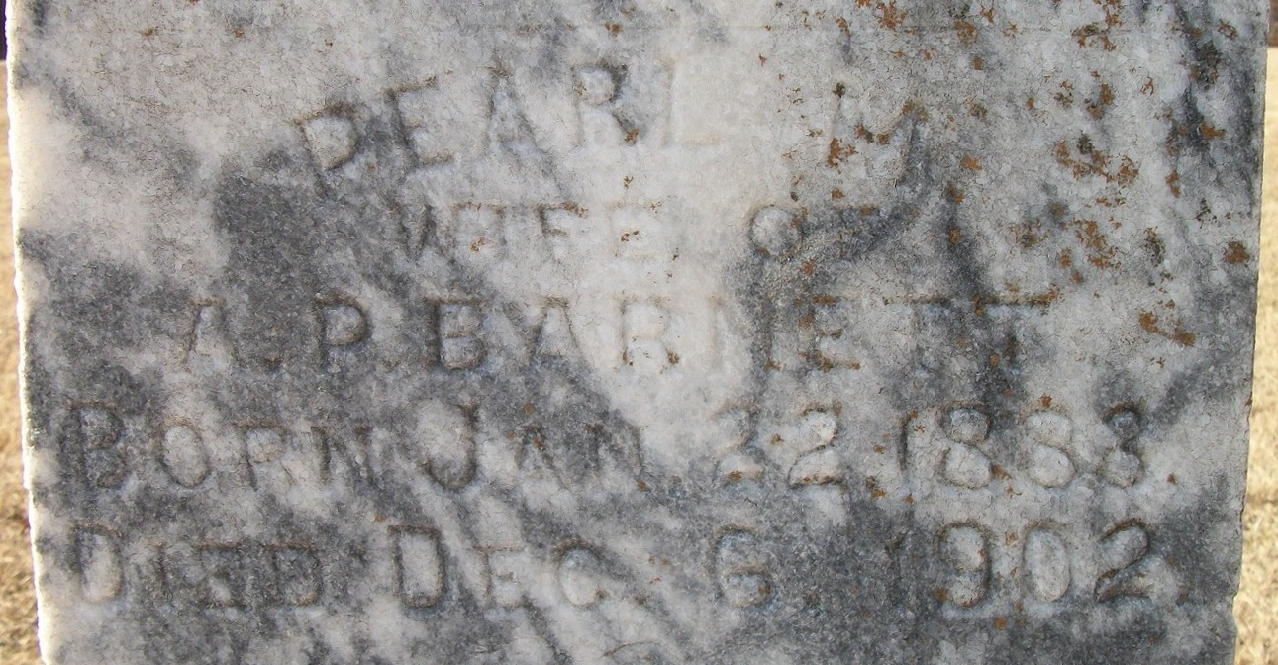 PEARL M
WIFE OF
A.P. BARNETT
BORN JAN 22 1883
DIED DEC 6, 1902